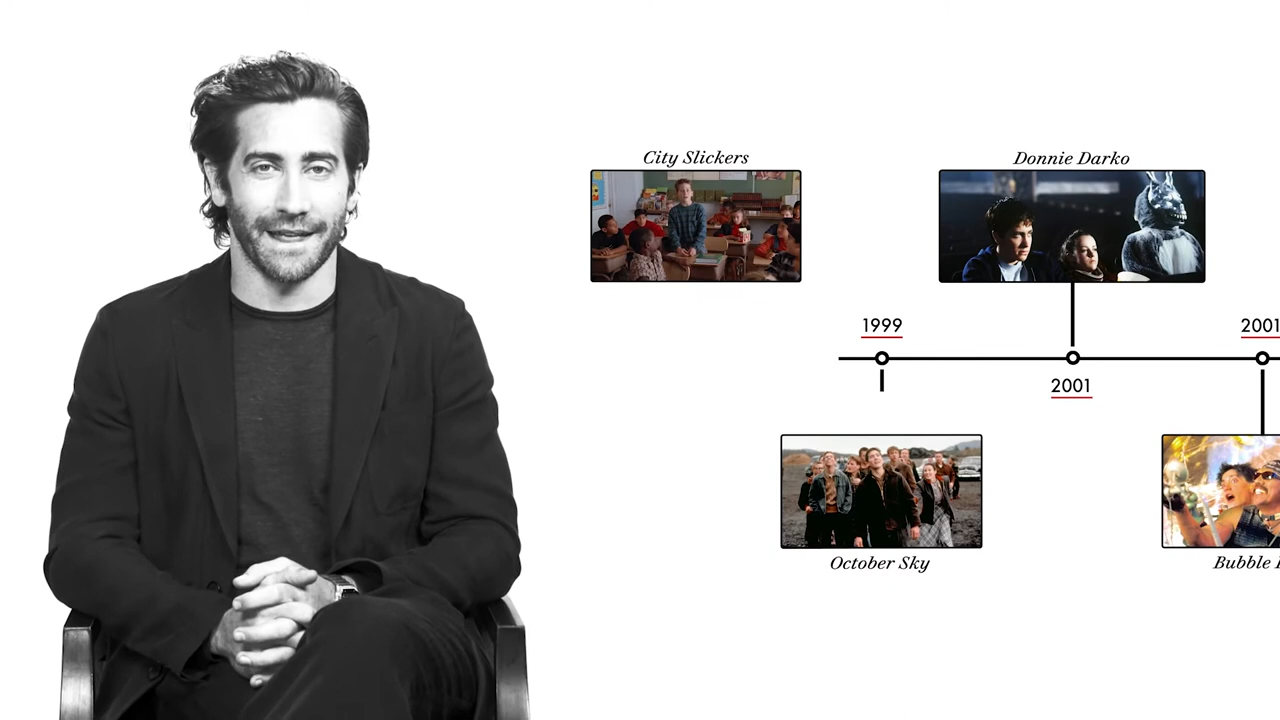 City Slickers
Donnie Darko
1999
2001
2001
October Sky
Bubble